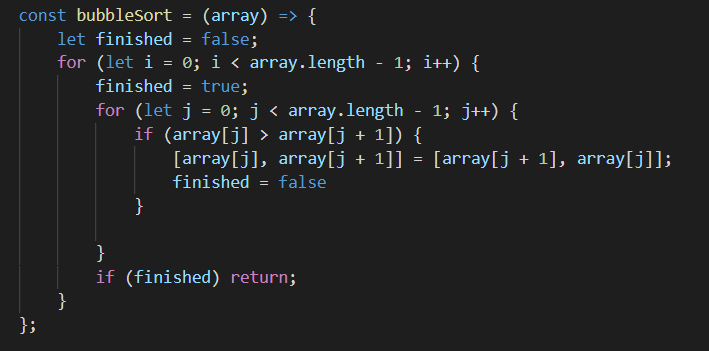 const bubbleSort = (array) => {
    let finished = false;
    for (let i = 0; i < array.length - 1; i++) {
        finished = true;
        for (let j = 0; j < array.length - 1; j++) {
            if (array[j] > array[j + 1]) {
                [array[j], array[j + 1]] = [array[j + 1], array[j]];
                finished = false
            }

        }
        if (finished) return;
    }
};